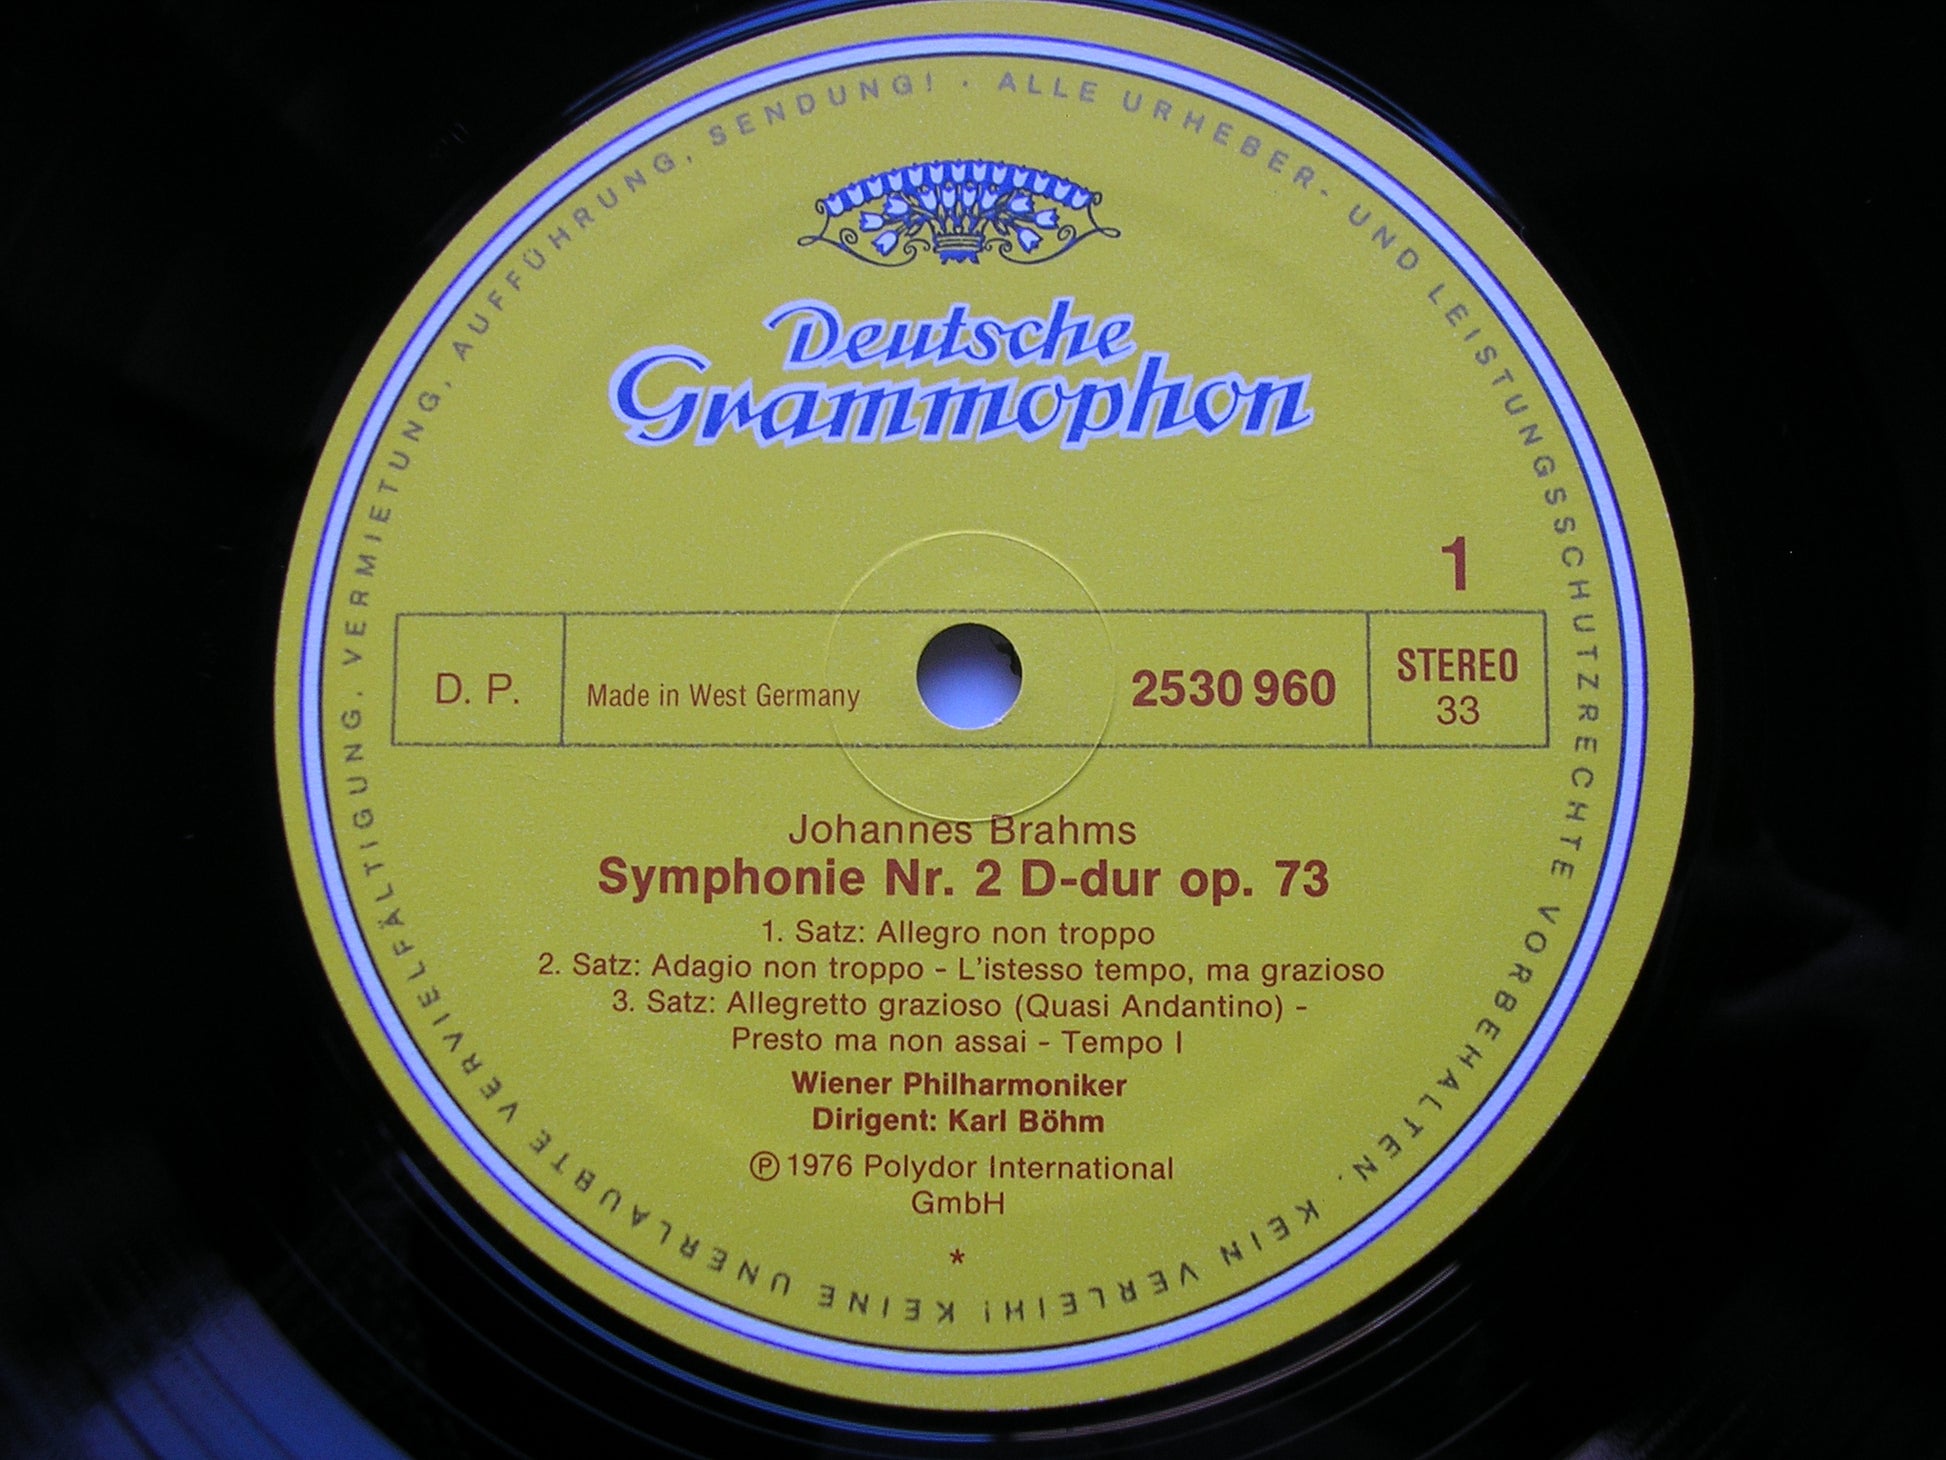 ALLE URHEBER- UND LEISTUNGSSCHUTZRECHTE VORBEHALTEN. KEIN VERLEIH! KEINE UNERLAUBTE VERVIELFÄLTIGUNG, VERMIETUNG, AUFFÜHRUNG, SENDUNG! ·
Deutsche
Grammophon
1
D. P.
Made in West Germany
2530 960
STEREO
33
Johannes Brahms
Symphonie Nr. 2 D-dur op. 73
1. Satz: Allegro non troppo
2. Satz: Adagio non troppo - L'istesso tempo, ma grazioso
3. Satz: Allegretto grazioso (Quasi Andantino) -
Presto ma non assai - Tempo I
Wiener Philharmoniker
Dirigent: Karl Böhm
℗ 1976 Polydor International
GmbH
*